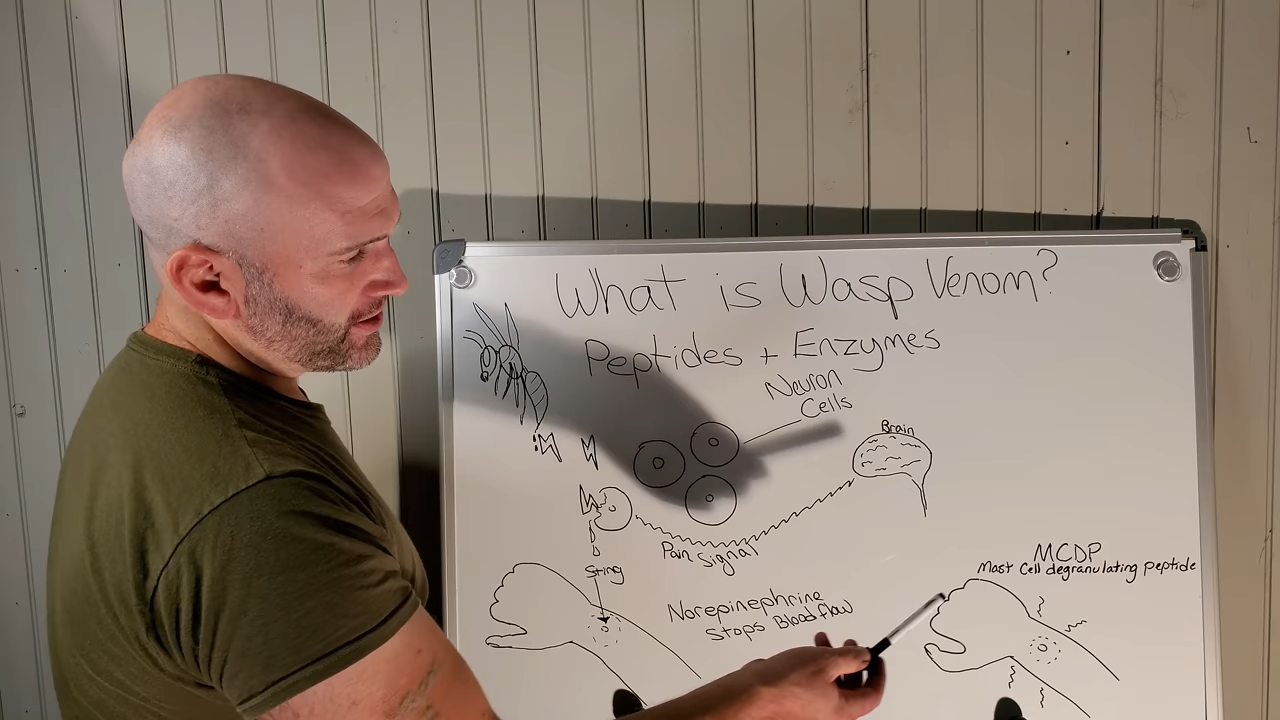 What is Wasp Venom?
Peptides + Enzymes
Neuron
Cells
Brain
Pain Signal
Sting
Norepinephrine
Stops Blood flow
MCDP
Mast Cell degranulating peptide